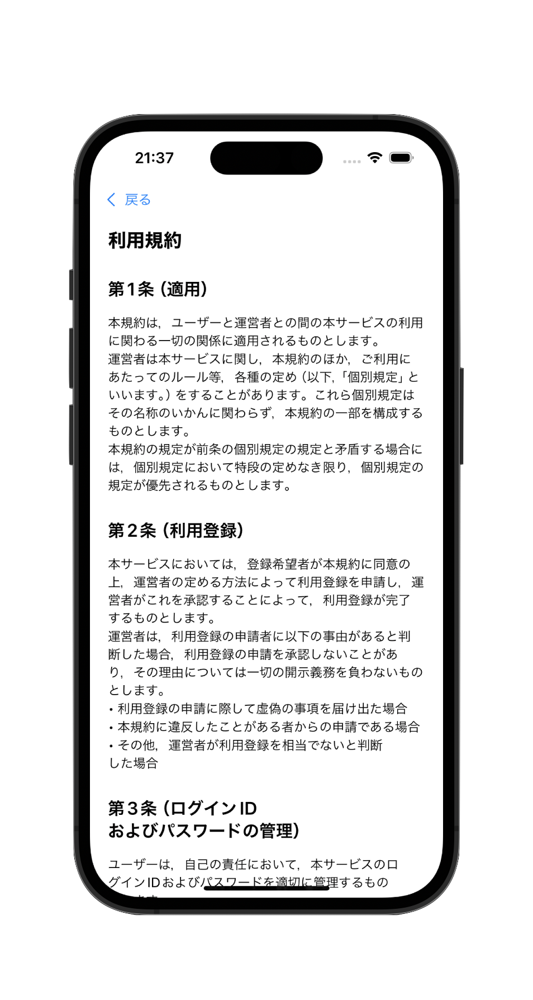 21:37
戻る
利用規約
第1条（適用）
本規約は，ユーザーと運営者との間の本サービスの利用
に関わる一切の関係に適用されるものとします。
運営者は本サービスに関し，本規約のほか，ご利用に
あたってのルール等，各種の定め（以下，「個別規定」と
いいます。）をすることがあります。これら個別規定は
その名称のいかんに関わらず，本規約の一部を構成する
ものとします。
本規約の規定が前条の個別規定の規定と矛盾する場合に
は，個別規定において特段の定めなき限り，個別規定の
規定が優先されるものとします。
第2条（利用登録）
本サービスにおいては，登録希望者が本規約に同意の
上，運営者の定める方法によって利用登録を申請し，運
営者がこれを承認することによって，利用登録が完了
するものとします。
運営者は，利用登録の申請者に以下の事由があると判
断した場合，利用登録の申請を承認しないことがあ
り，その理由については一切の開示義務を負わないもの
とします。
・利用登録の申請に際して虚偽の事項を届け出た場合
・本規約に違反したことがある者からの申請である場合
・その他，運営者が利用登録を相当でないと判断
した場合
第3条（ログインID
およびパスワードの管理）
ユーザーは，自己の責任において，本サービスのロ
グインIDおよびパスワードを適切に管理するもの